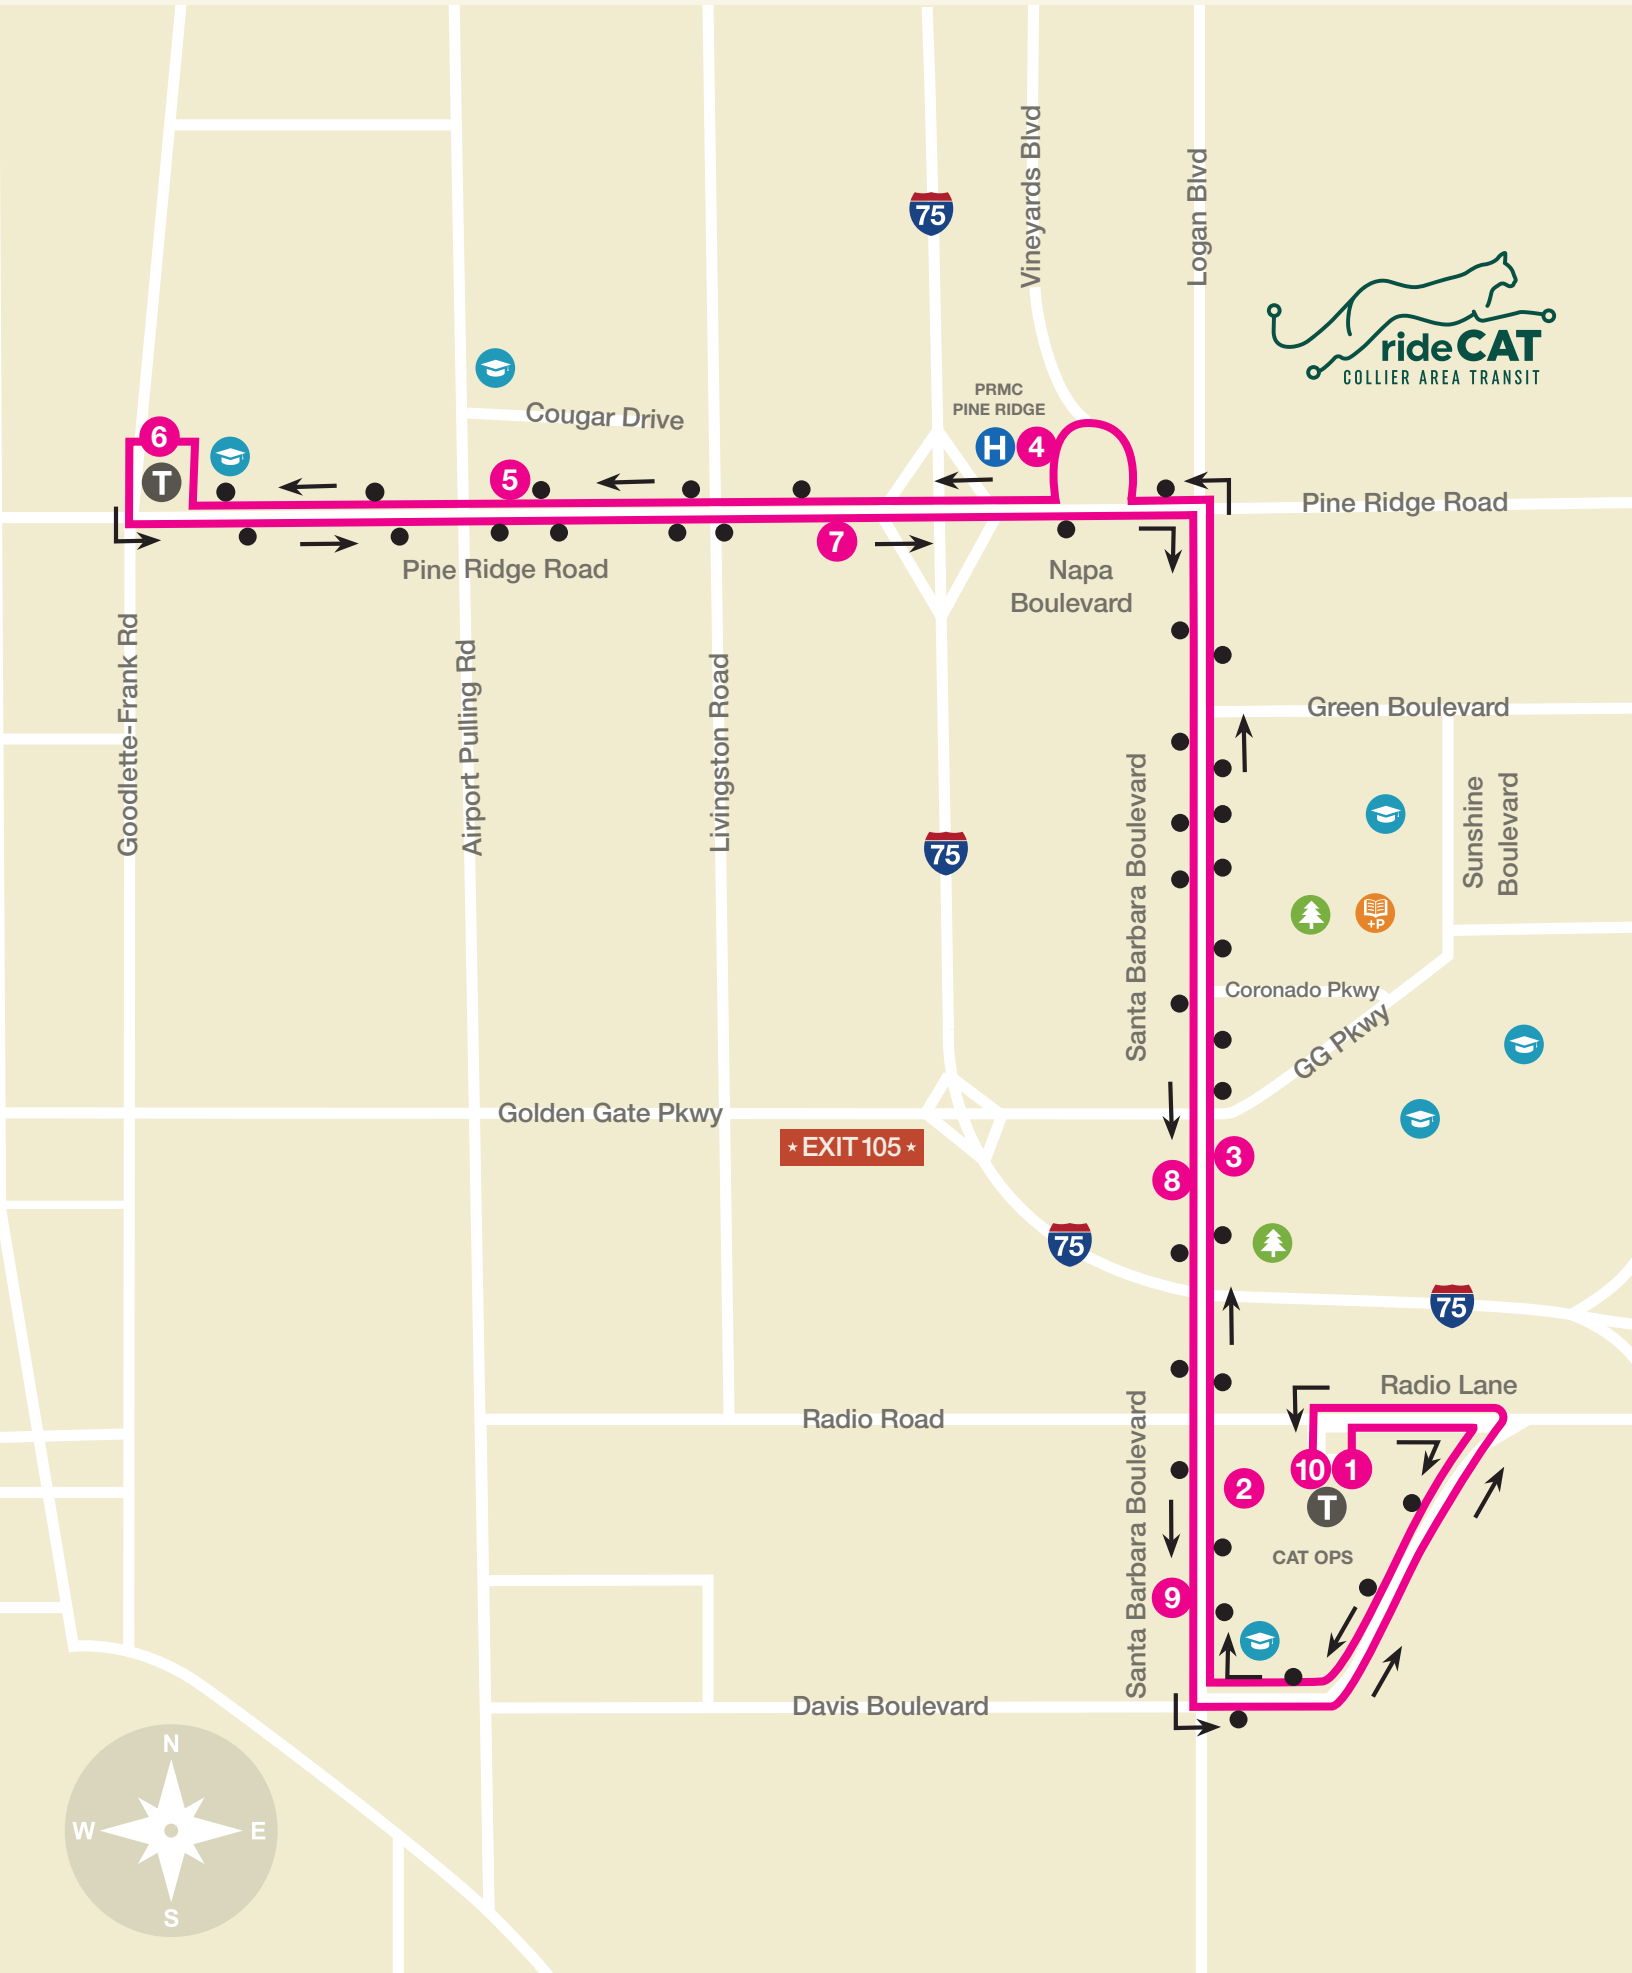 75
Vineyards Blvd
Logan Blvd
rideCAT
COLLIER AREA TRANSIT
Cougar Drive
PRMC
PINE RIDGE
H
4
6
T
5
Pine Ridge Road
7
Pine Ridge Road
Napa
Boulevard
Goodlette-Frank Rd
Airport Pulling Rd
Livingston Road
Green Boulevard
Santa Barbara Boulevard
Sunshine
Boulevard
75
+P
Coronado Pkwy
GG Pkwy
Golden Gate Pkwy
EXIT 105
3
8
75
75
Radio Lane
Radio Road
Santa Barbara Boulevard
10
1
2
T
CAT OPS
9
Davis Boulevard
N
W
E
S